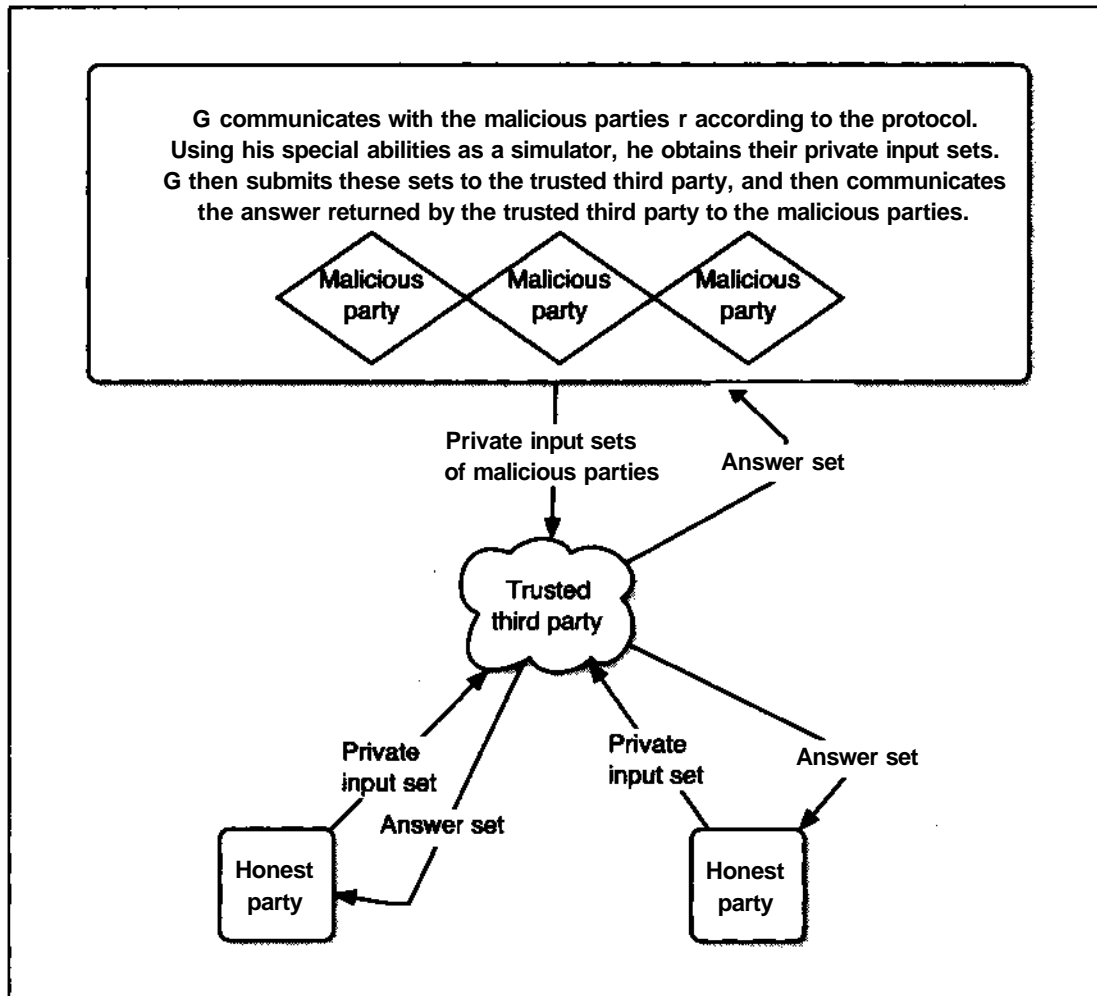 G communicates with the malicious parties r according to the protocol.
Using his special abilities as a simulator, he obtains their private input sets.
G then submits these sets to the trusted third party, and then communicates
the answer returned by the trusted third party to the malicious parties.
Malicious
party
Malicious
party
Malicious
party
Private input sets
of malicious parties
Answer set
Trusted
third party
Private
input set
Answer set
Private
input set
Answer set
Honest
party
Honest
party